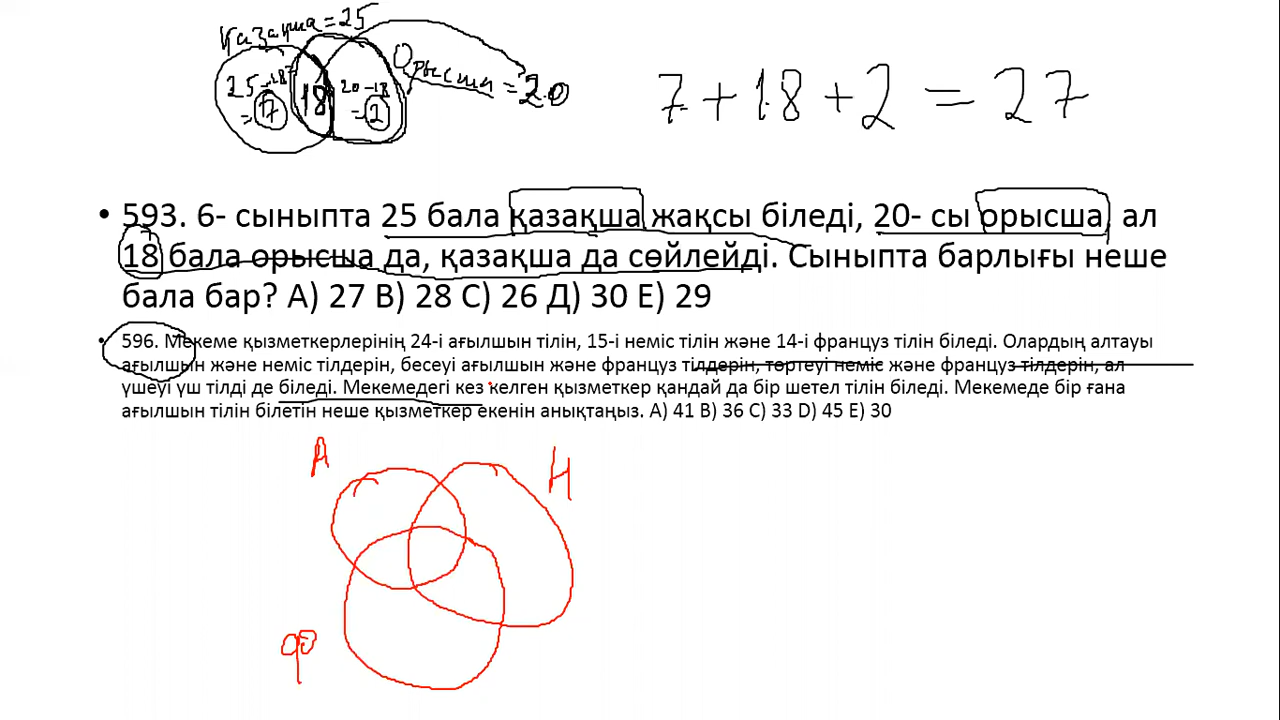 Қазақша = 25
Орысша = 20
25-18 = 7
18
20-18 = 2
7 + 18 + 2 = 27
• 593. 6- сыныпта 25 бала қазақша жақсы біледі, 20- сы орысша, ал
18 бала орысша да, қазақша да сөйлейді. Сыныпта барлығы неше
бала бар? А) 27 В) 28 С) 26 Д) 30 Е) 29
• 596. Мекеме қызметкерлерінің 24-і ағылшын тілін, 15-і неміс тілін және 14-і француз тілін біледі. Олардың алтауы
ағылшын және неміс тілдерін, бесеуі ағылшын және француз тілдерін, төртеуі неміс және француз тілдерін, ал
үшеуі үш тілді де біледі. Мекемедегі кез келген қызметкер қандай да бір шетел тілін біледі. Мекемеде бір ғана
ағылшын тілін білетін неше қызметкер екенін анықтаңыз. А) 41 В) 36 С) 33 D) 45 Е) 30
А
Н
Ф